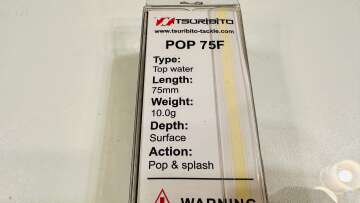 TSURIBITO
www.tsuribito-tackle.com
POP 75F
Type:
Top water
Length:
75mm
Weight:
10.0g
Depth:
Surface
Action:
Pop & splash
WARNING